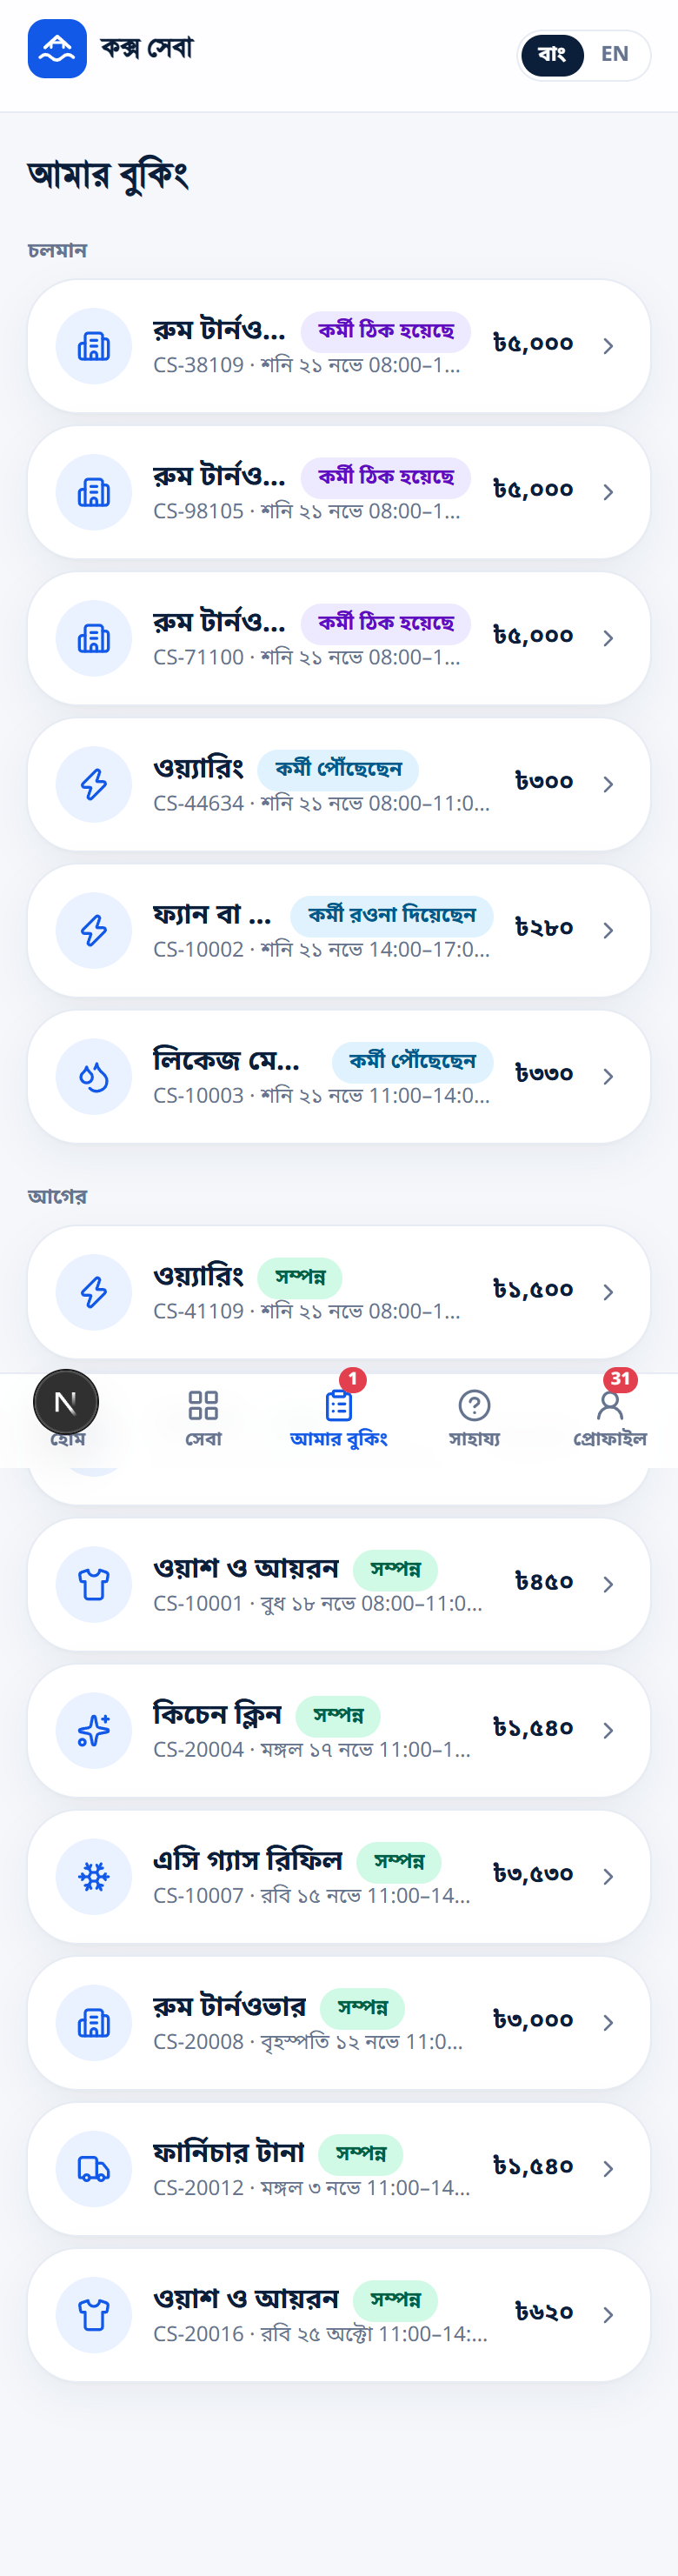 কক্স সেবা
বাং EN
আমার বুকিং
চলমান
রুম টার্নও... কর্মী ঠিক হয়েছে ৳৫,০০০
CS-38109 · শনি ২১ নভে 08:00–1...
রুম টার্নও... কর্মী ঠিক হয়েছে ৳৫,০০০
CS-98105 · শনি ২১ নভে 08:00–1...
রুম টার্নও... কর্মী ঠিক হয়েছে ৳৫,০০০
CS-71100 · শনি ২১ নভে 08:00–1...
ওয়্যারিং কর্মী পৌঁছেছেন ৳৩০০
CS-44634 · শনি ২১ নভে 08:00–11:0...
ফ্যান বা ... কর্মী রওনা দিয়েছেন ৳২৮০
CS-10002 · শনি ২১ নভে 14:00–17:0...
লিকেজ মে... কর্মী পৌঁছেছেন ৳৩৩০
CS-10003 · শনি ২১ নভে 11:00–14:0...
আগের
ওয়্যারিং সম্পন্ন ৳১,৫০০
CS-41109 · শনি ২১ নভে 08:00–1...
N 1 31
হোম সেবা আমার বুকিং সাহায্য প্রোফাইল
ওয়াশ ও আয়রন সম্পন্ন ৳৪৫০
CS-10001 · বুধ ১৮ নভে 08:00–11:0...
কিচেন ক্লিন সম্পন্ন ৳১,৫৪০
CS-20004 · মঙ্গল ১৭ নভে 11:00–1...
এসি গ্যাস রিফিল সম্পন্ন ৳৩,৫৩০
CS-10007 · রবি ১৫ নভে 11:00–14...
রুম টার্নওভার সম্পন্ন ৳৩,০০০
CS-20008 · বৃহস্পতি ১২ নভে 11:0...
ফার্নিচার টানা সম্পন্ন ৳১,৫৪০
CS-20012 · মঙ্গল ৩ নভে 11:00–14...
ওয়াশ ও আয়রন সম্পন্ন ৳৬২০
CS-20016 · রবি ২৫ অক্টো 11:00–14:...